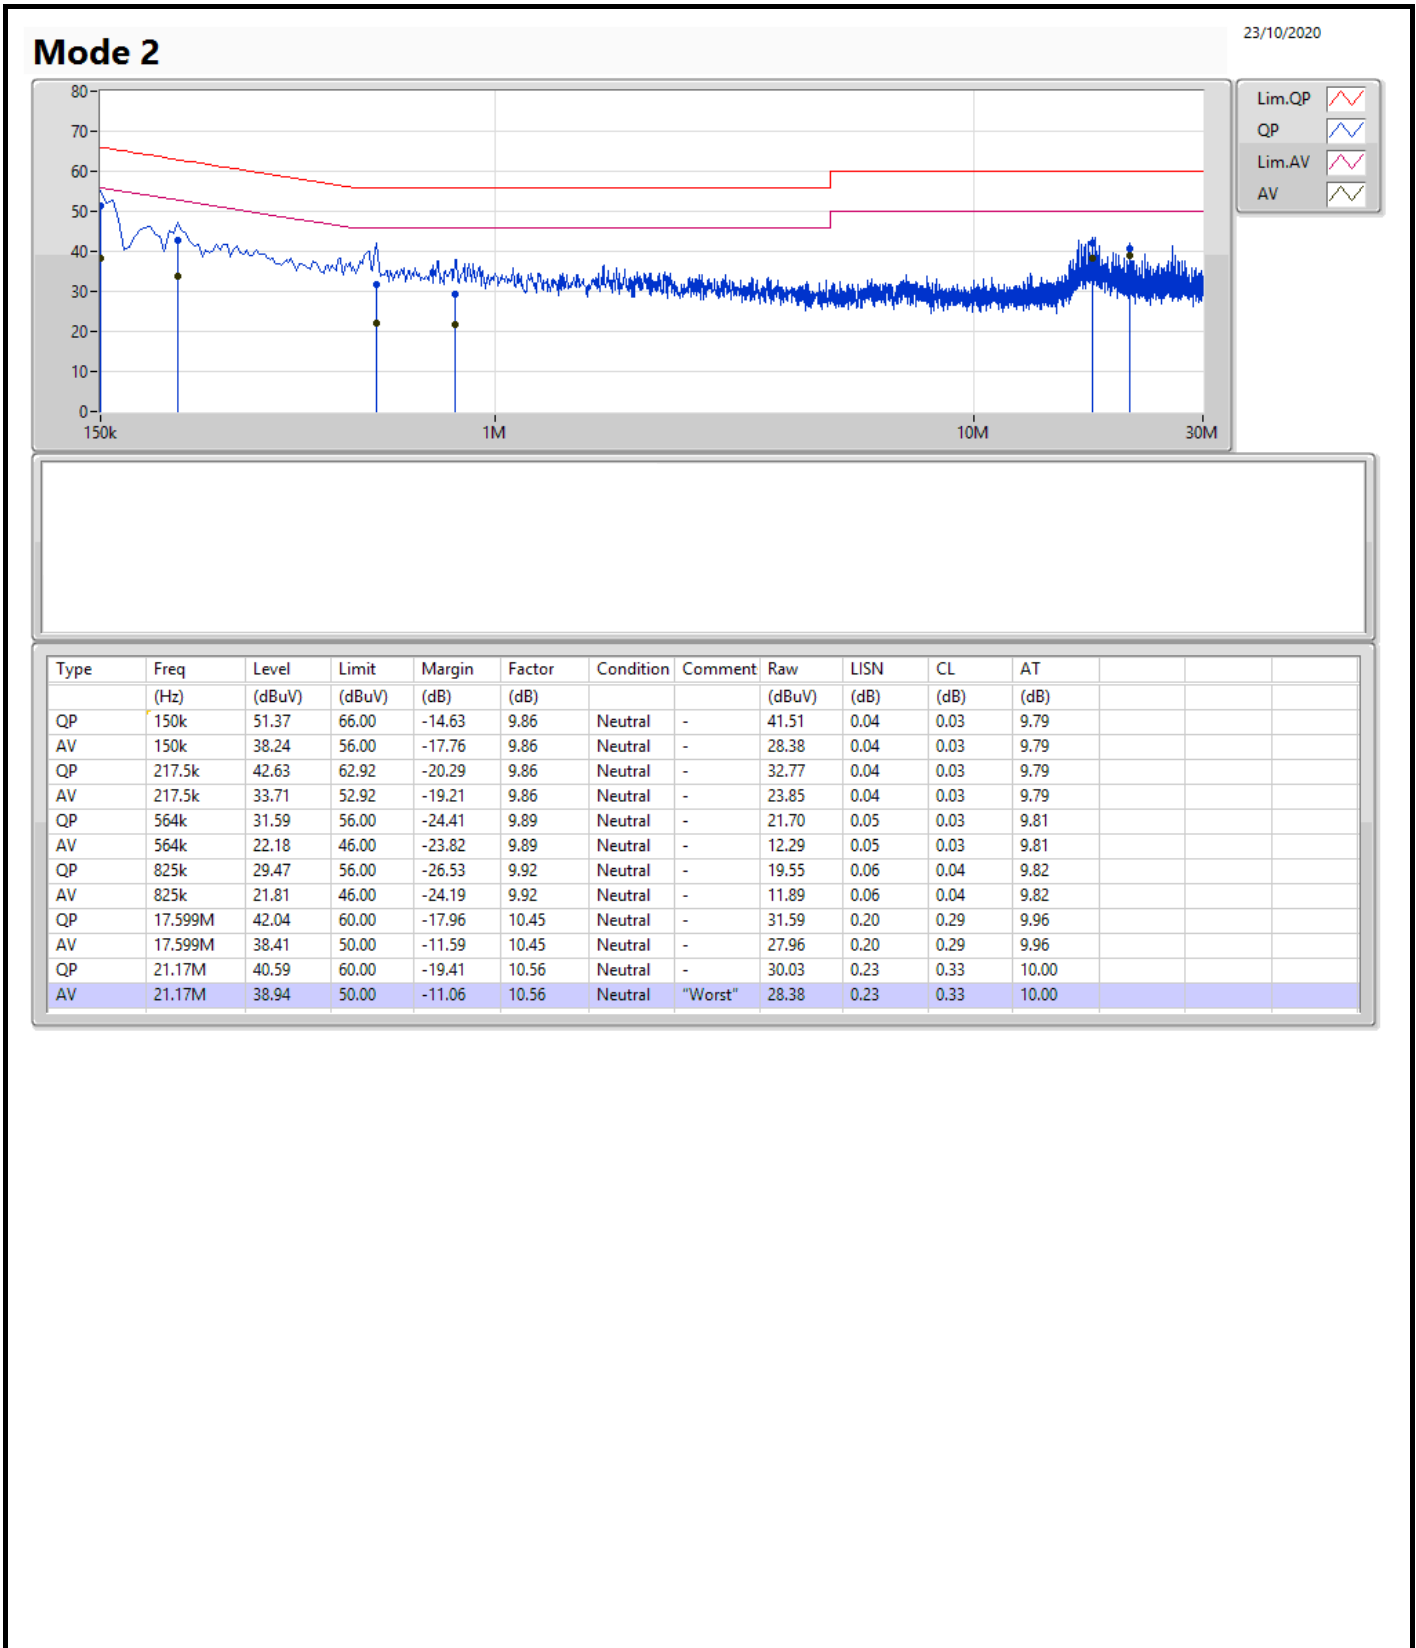 23/10/2020
Mode 2
80
70
60
50
40
30
20
10
0
150k 1M 10M 30M
Lim.QP
QP
Lim.AV
AV
Type Freq Level Limit Margin Factor Condition Comment Raw LISN CL AT
(Hz) (dBuV) (dBuV) (dB) (dB) (dBuV) (dB) (dB) (dB)
QP 150k 51.37 66.00 -14.63 9.86 Neutral - 41.51 0.04 0.03 9.79
AV 150k 38.24 56.00 -17.76 9.86 Neutral - 28.38 0.04 0.03 9.79
QP 217.5k 42.63 62.92 -20.29 9.86 Neutral - 32.77 0.04 0.03 9.79
AV 217.5k 33.71 52.92 -19.21 9.86 Neutral - 23.85 0.04 0.03 9.79
QP 564k 31.59 56.00 -24.41 9.89 Neutral - 21.70 0.05 0.03 9.81
AV 564k 22.18 46.00 -23.82 9.89 Neutral - 12.29 0.05 0.03 9.81
QP 825k 29.47 56.00 -26.53 9.92 Neutral - 19.55 0.06 0.04 9.82
AV 825k 21.81 46.00 -24.19 9.92 Neutral - 11.89 0.06 0.04 9.82
QP 17.599M 42.04 60.00 -17.96 10.45 Neutral - 31.59 0.20 0.29 9.96
AV 17.599M 38.41 50.00 -11.59 10.45 Neutral - 27.96 0.20 0.29 9.96
QP 21.17M 40.59 60.00 -19.41 10.56 Neutral - 30.03 0.23 0.33 10.00
AV 21.17M 38.94 50.00 -11.06 10.56 Neutral "Worst" 28.38 0.23 0.33 10.00